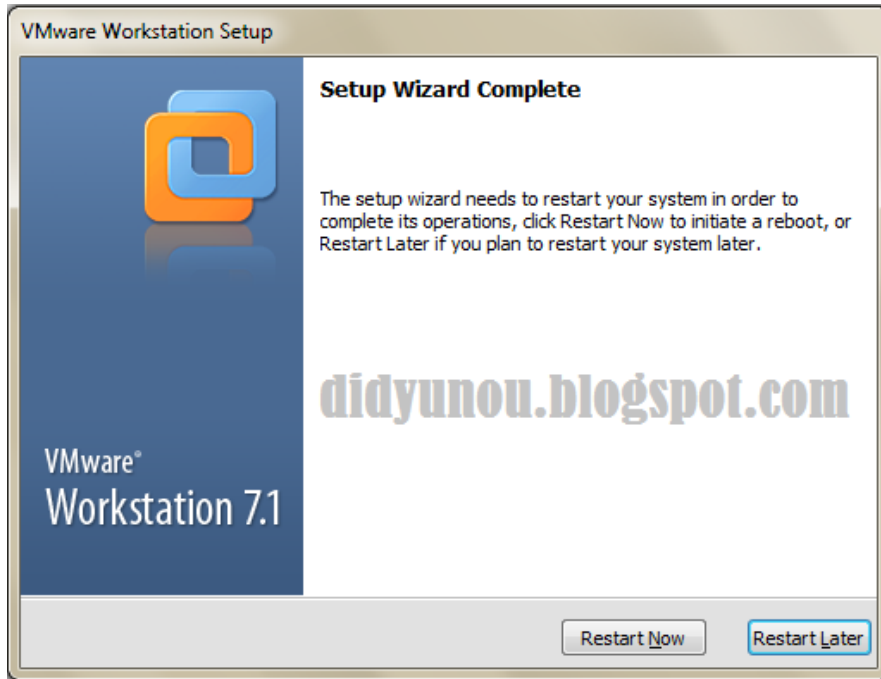 VMware Workstation Setup
Setup Wizard Complete
The setup wizard needs to restart your system in order to
complete its operations, click Restart Now to initiate a reboot, or
Restart Later if you plan to restart your system later.
didyunou.blogspot.com
VMware®
Workstation 7.1
Restart Now
Restart Later